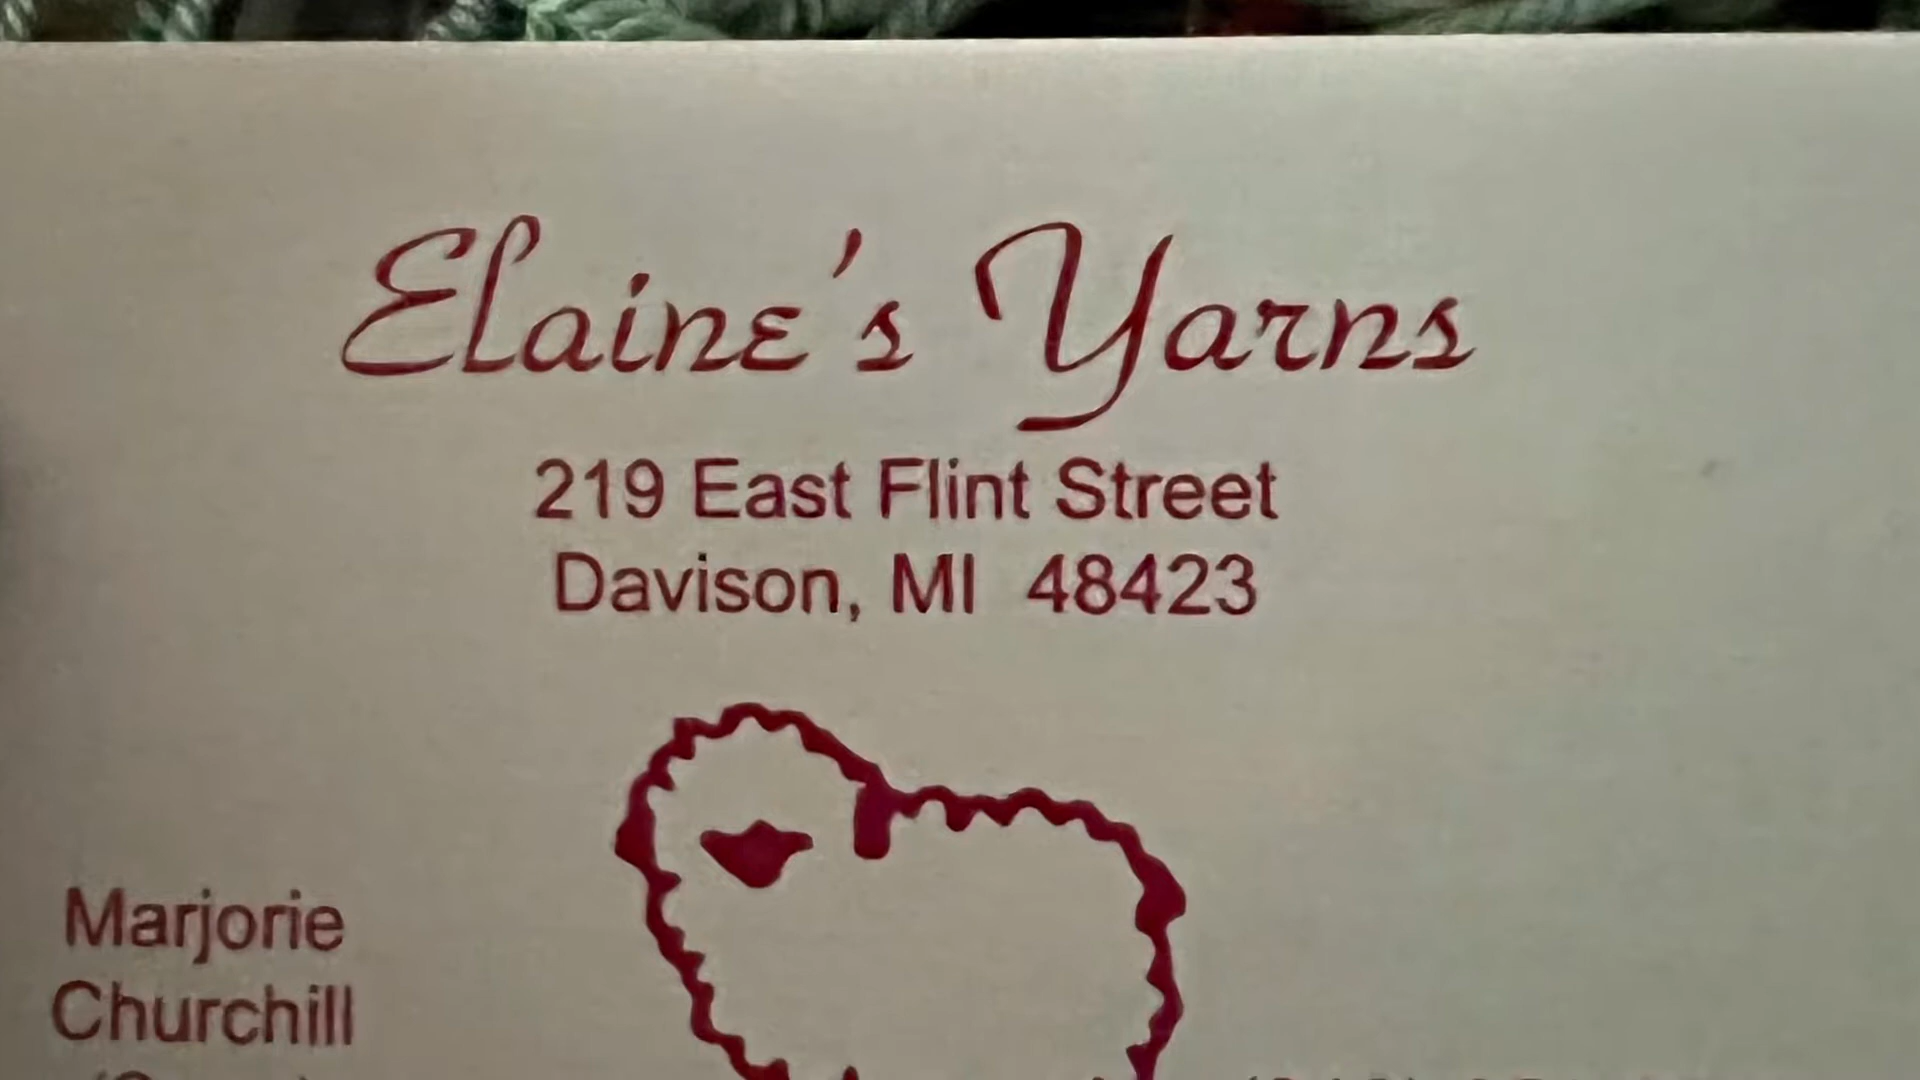 Elaine's Yarns
219 East Flint Street
Davison, MI 48423
Marjorie
Churchill